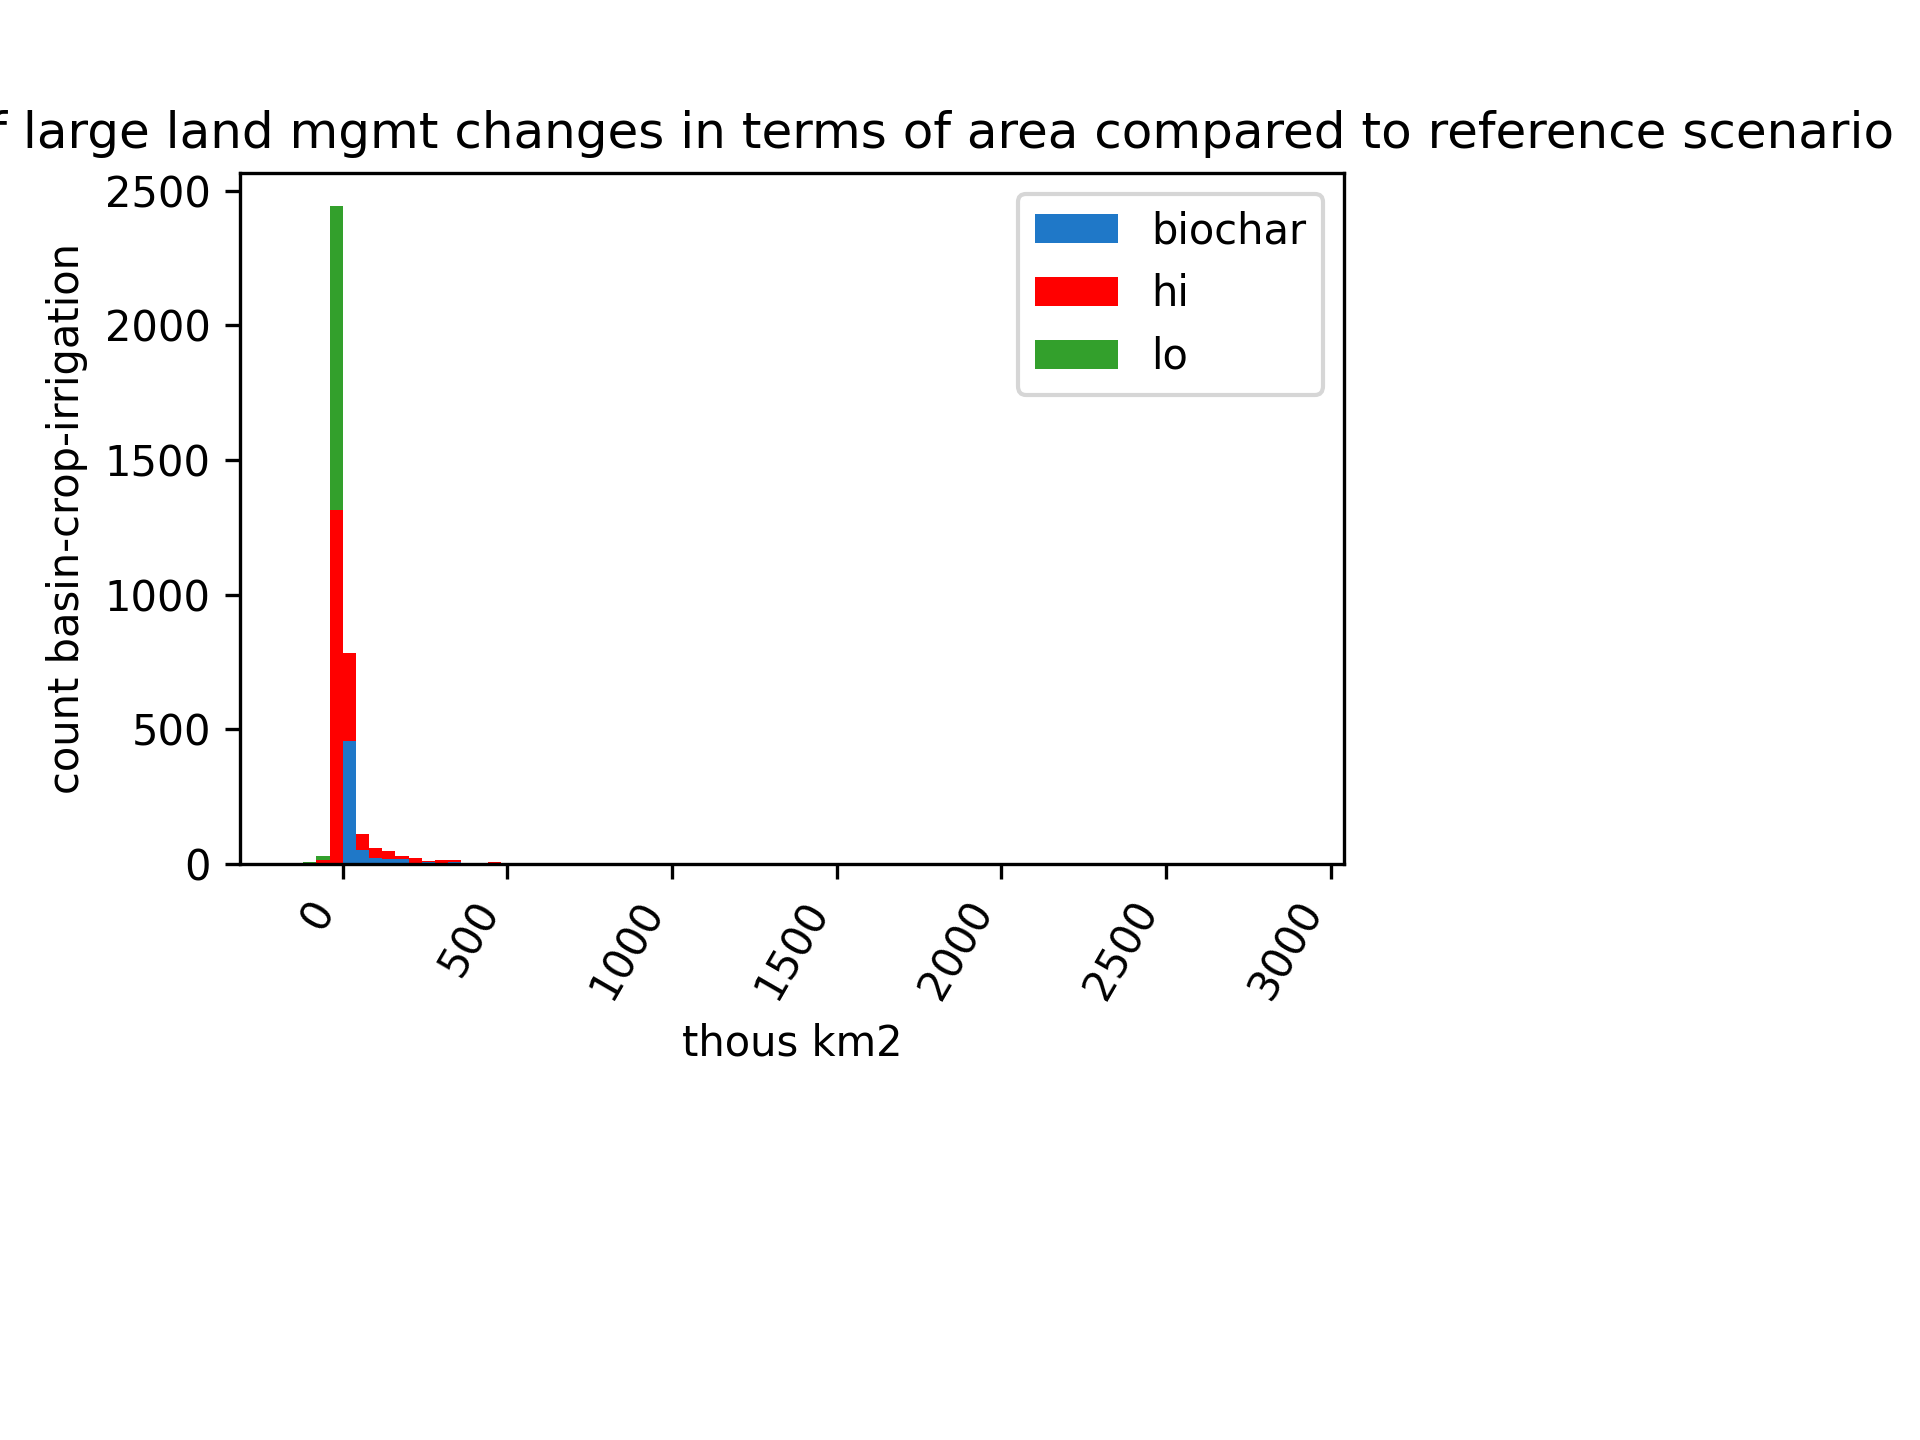 large land mgmt changes in terms of area compared to reference scenario
2500
2000
1500
1000
500
0
count basin-crop-irrigation
biochar
hi
lo
0
500
1000
1500
2000
2500
3000
thous km2